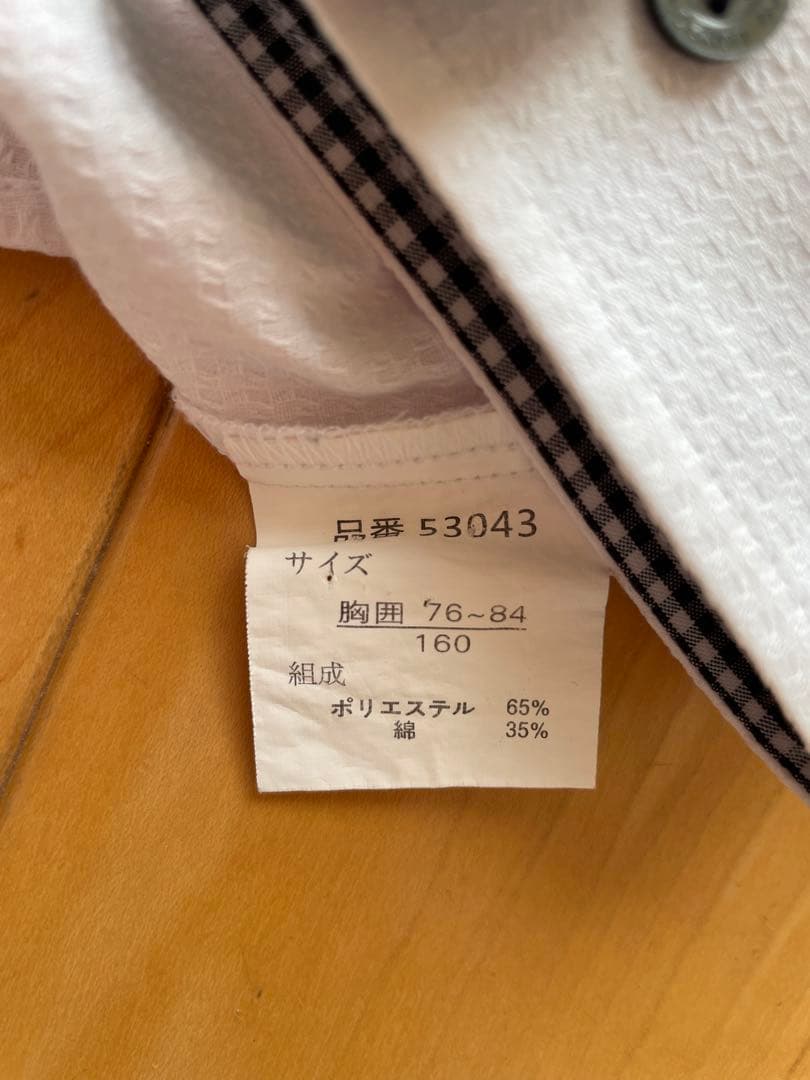 品番 53043
サイズ
胸囲 76~84
160
組成
ポリエステル 65%
綿 35%